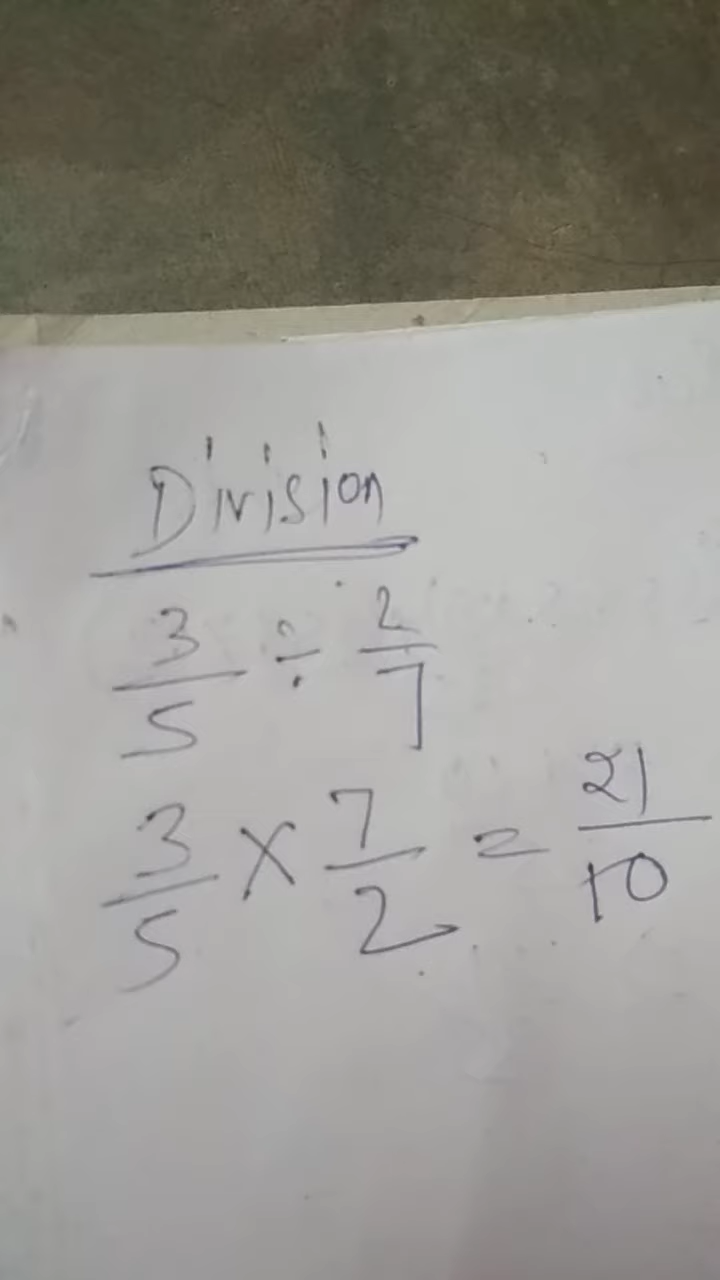 Division
3/5 ÷ 2/7
3/5 × 7/2 = 21/10